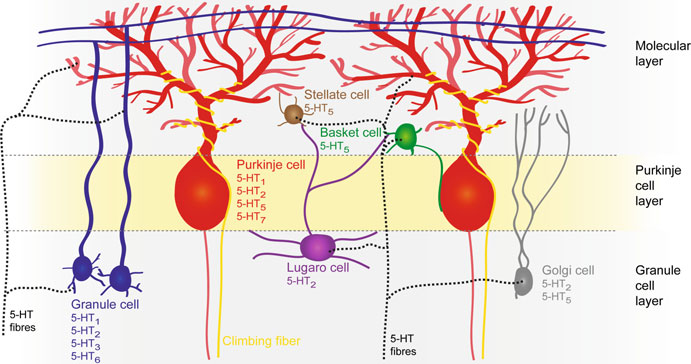 Molecular
layer
Stellate cell
5-HT5
Basket cell
5-HT5
Purkinje cell
5-HT1
5-HT2
5-HT5
5-HT7
Purkinje
cell
layer
Lugaro cell
5-HT2
Golgi cell
5-HT2
5-HT5
Granule
cell
layer
5-HT
fibres
Granule cell
5-HT1
5-HT2
5-HT3
5-HT6
Climbing fiber
5-HT
fibres